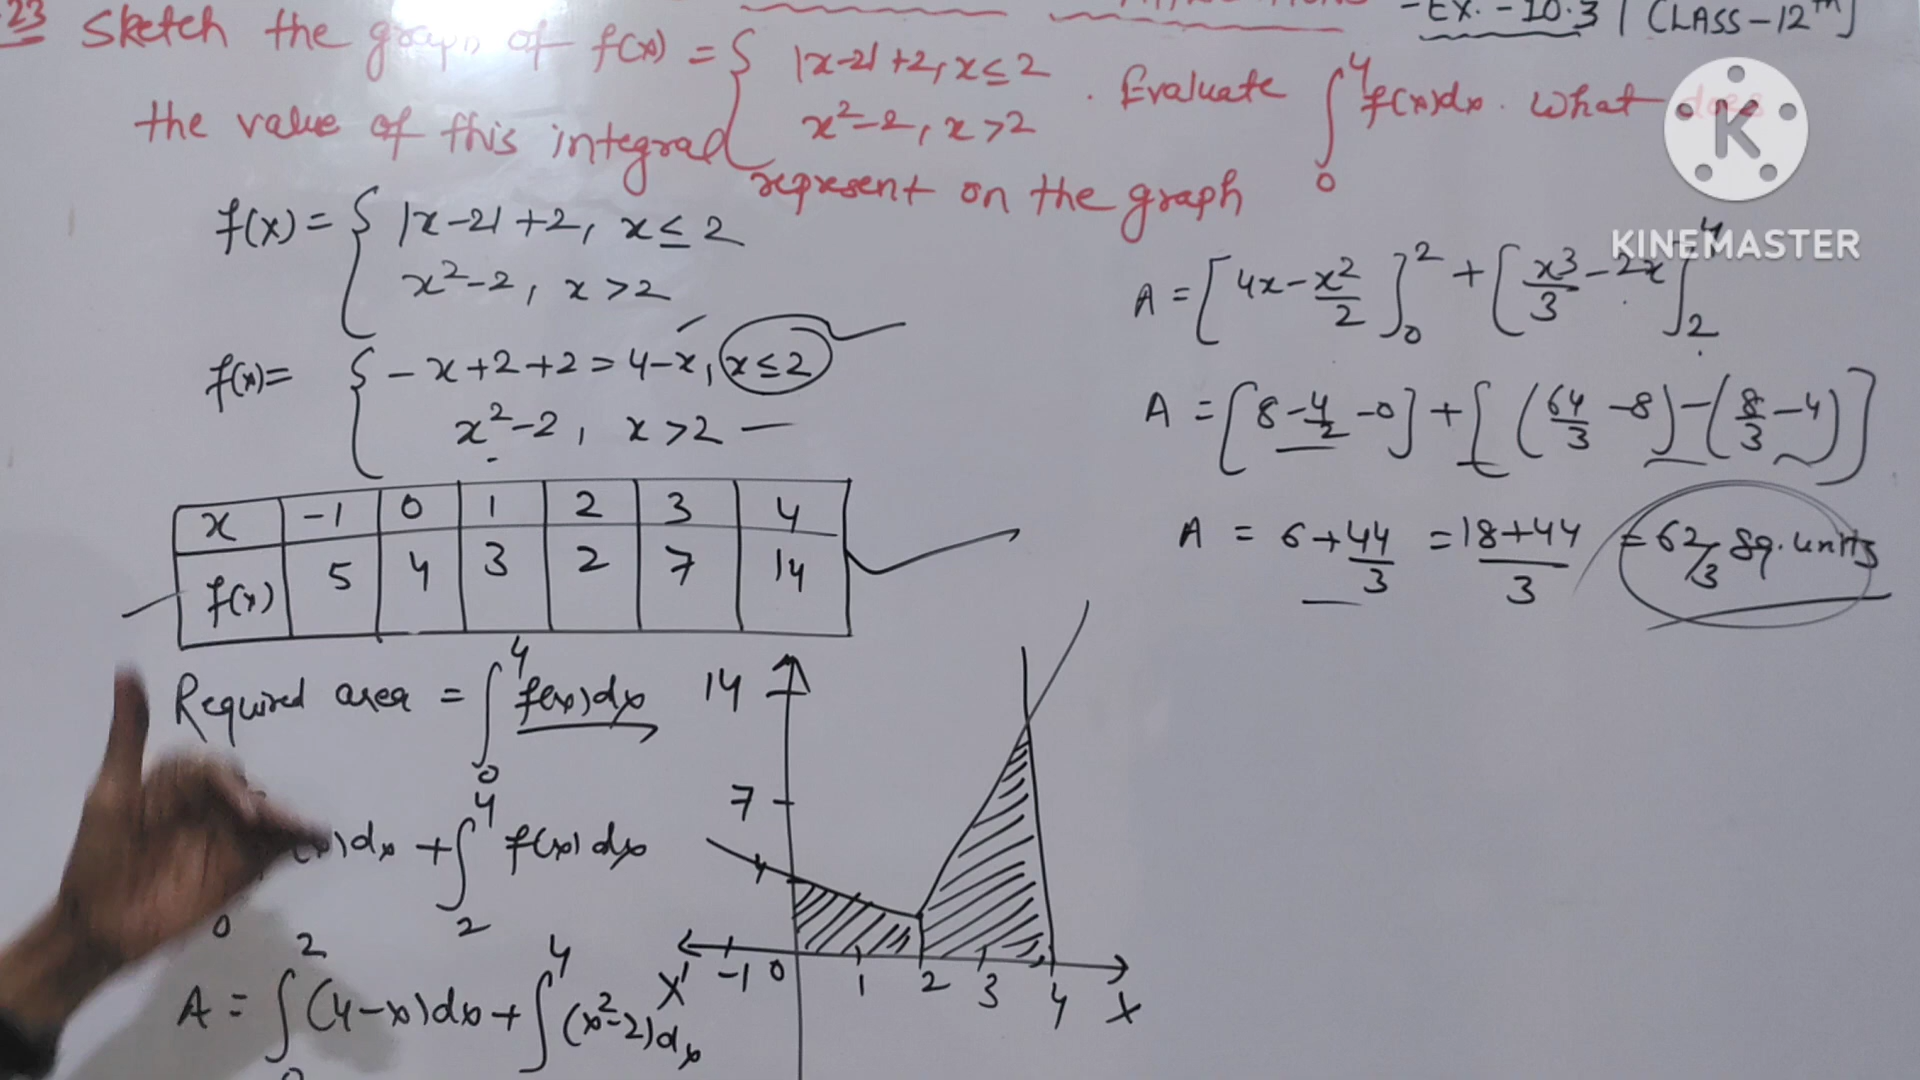 23 Sketch the graph of f(x) = { |x-2|+2, x≤2
x²-2, x>2 . Evaluate ∫₀⁴ f(x)dx. What does
the value of this integral represent on the graph
-EX.-10.3 | CLASS-12th]
KINEMASTER
f(x) = { |x-2|+2, x≤2
x²-2, x>2
f(x)= { -x+2+2=4-x, x≤2
x²-2, x>2
x -1 0 1 2 3 4
f(x) 5 4 3 2 7 14
Required area = ∫₀⁴ f(x)dx
)dx + ∫₂⁴ f(x)dx
A = ∫₀² (4-x)dx + ∫ ⁴ (x²-2)dx
14
7
4
X' -1 0 1 2 3 4 X
A = [4x - x²/2]₀² + [x³/3 - 2x]₂⁴
A = [8 - 4/2 - 0] + [(64/3 - 8) - (8/3 - 4)]
A = 6 + 44/3 = 18+44/3 = 62/3 sq. units